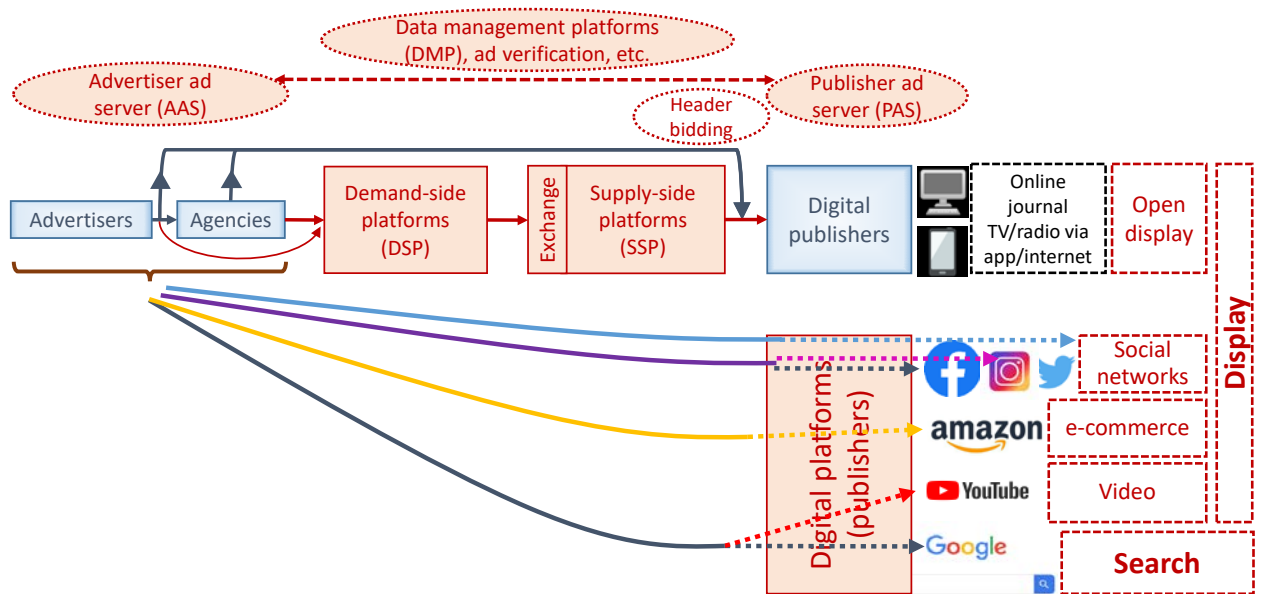 Data management platforms
(DMP), ad verification, etc.
Advertiser ad
server (AAS)
Publisher ad
server (PAS)
Header
bidding
Advertisers
Agencies
Demand-side
platforms
(DSP)
Exchange
Supply-side
platforms
(SSP)
Digital
publishers
Online
journal
TV/radio via
app/internet
Open
display
Display
Digital platforms
(publishers)
Social
networks
amazon
e-commerce
YouTube
Video
Google
Search